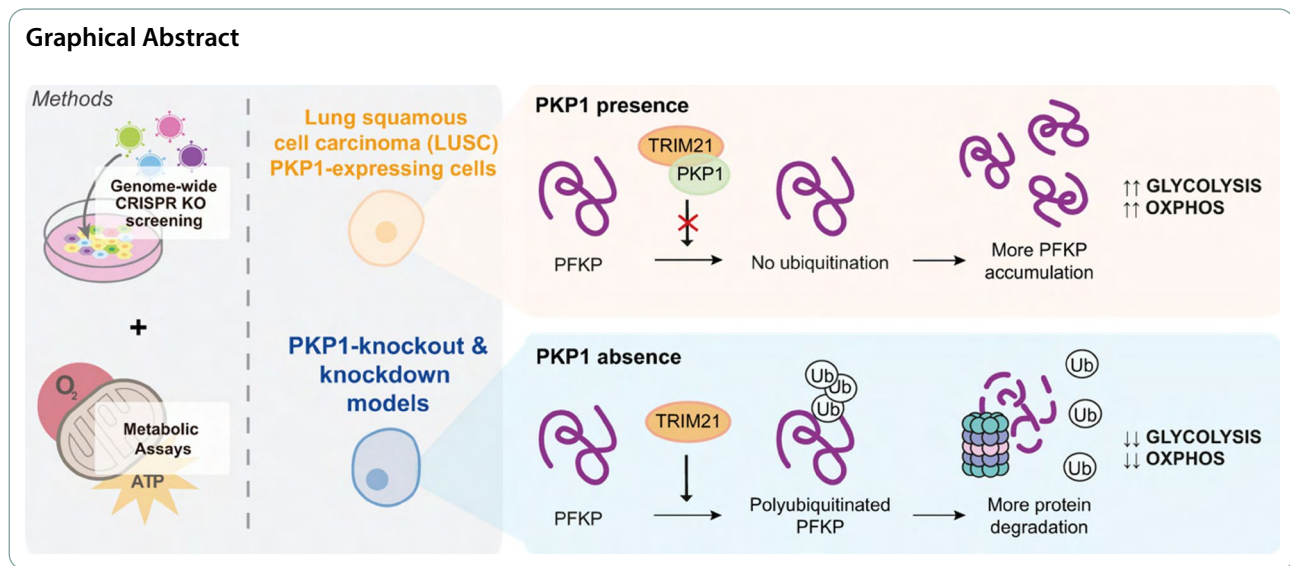 Graphical Abstract
Methods
Genome-wide
CRISPR KO
screening
+
O2
Metabolic
Assays
ATP
Lung squamous
cell carcinoma (LUSC)
PKP1-expressing cells
PKP1-knockout &
knockdown
models
PKP1 presence
TRIM21
PKP1
PFKP
No ubiquitination
More PFKP
accumulation
↑↑ GLYCOLYSIS
↑↑ OXPHOS
PKP1 absence
TRIM21
Ub
Ub
Ub
Ub
Ub
Ub
PFKP
Polyubiquitinated
PFKP
More protein
degradation
↓↓ GLYCOLYSIS
↓↓ OXPHOS